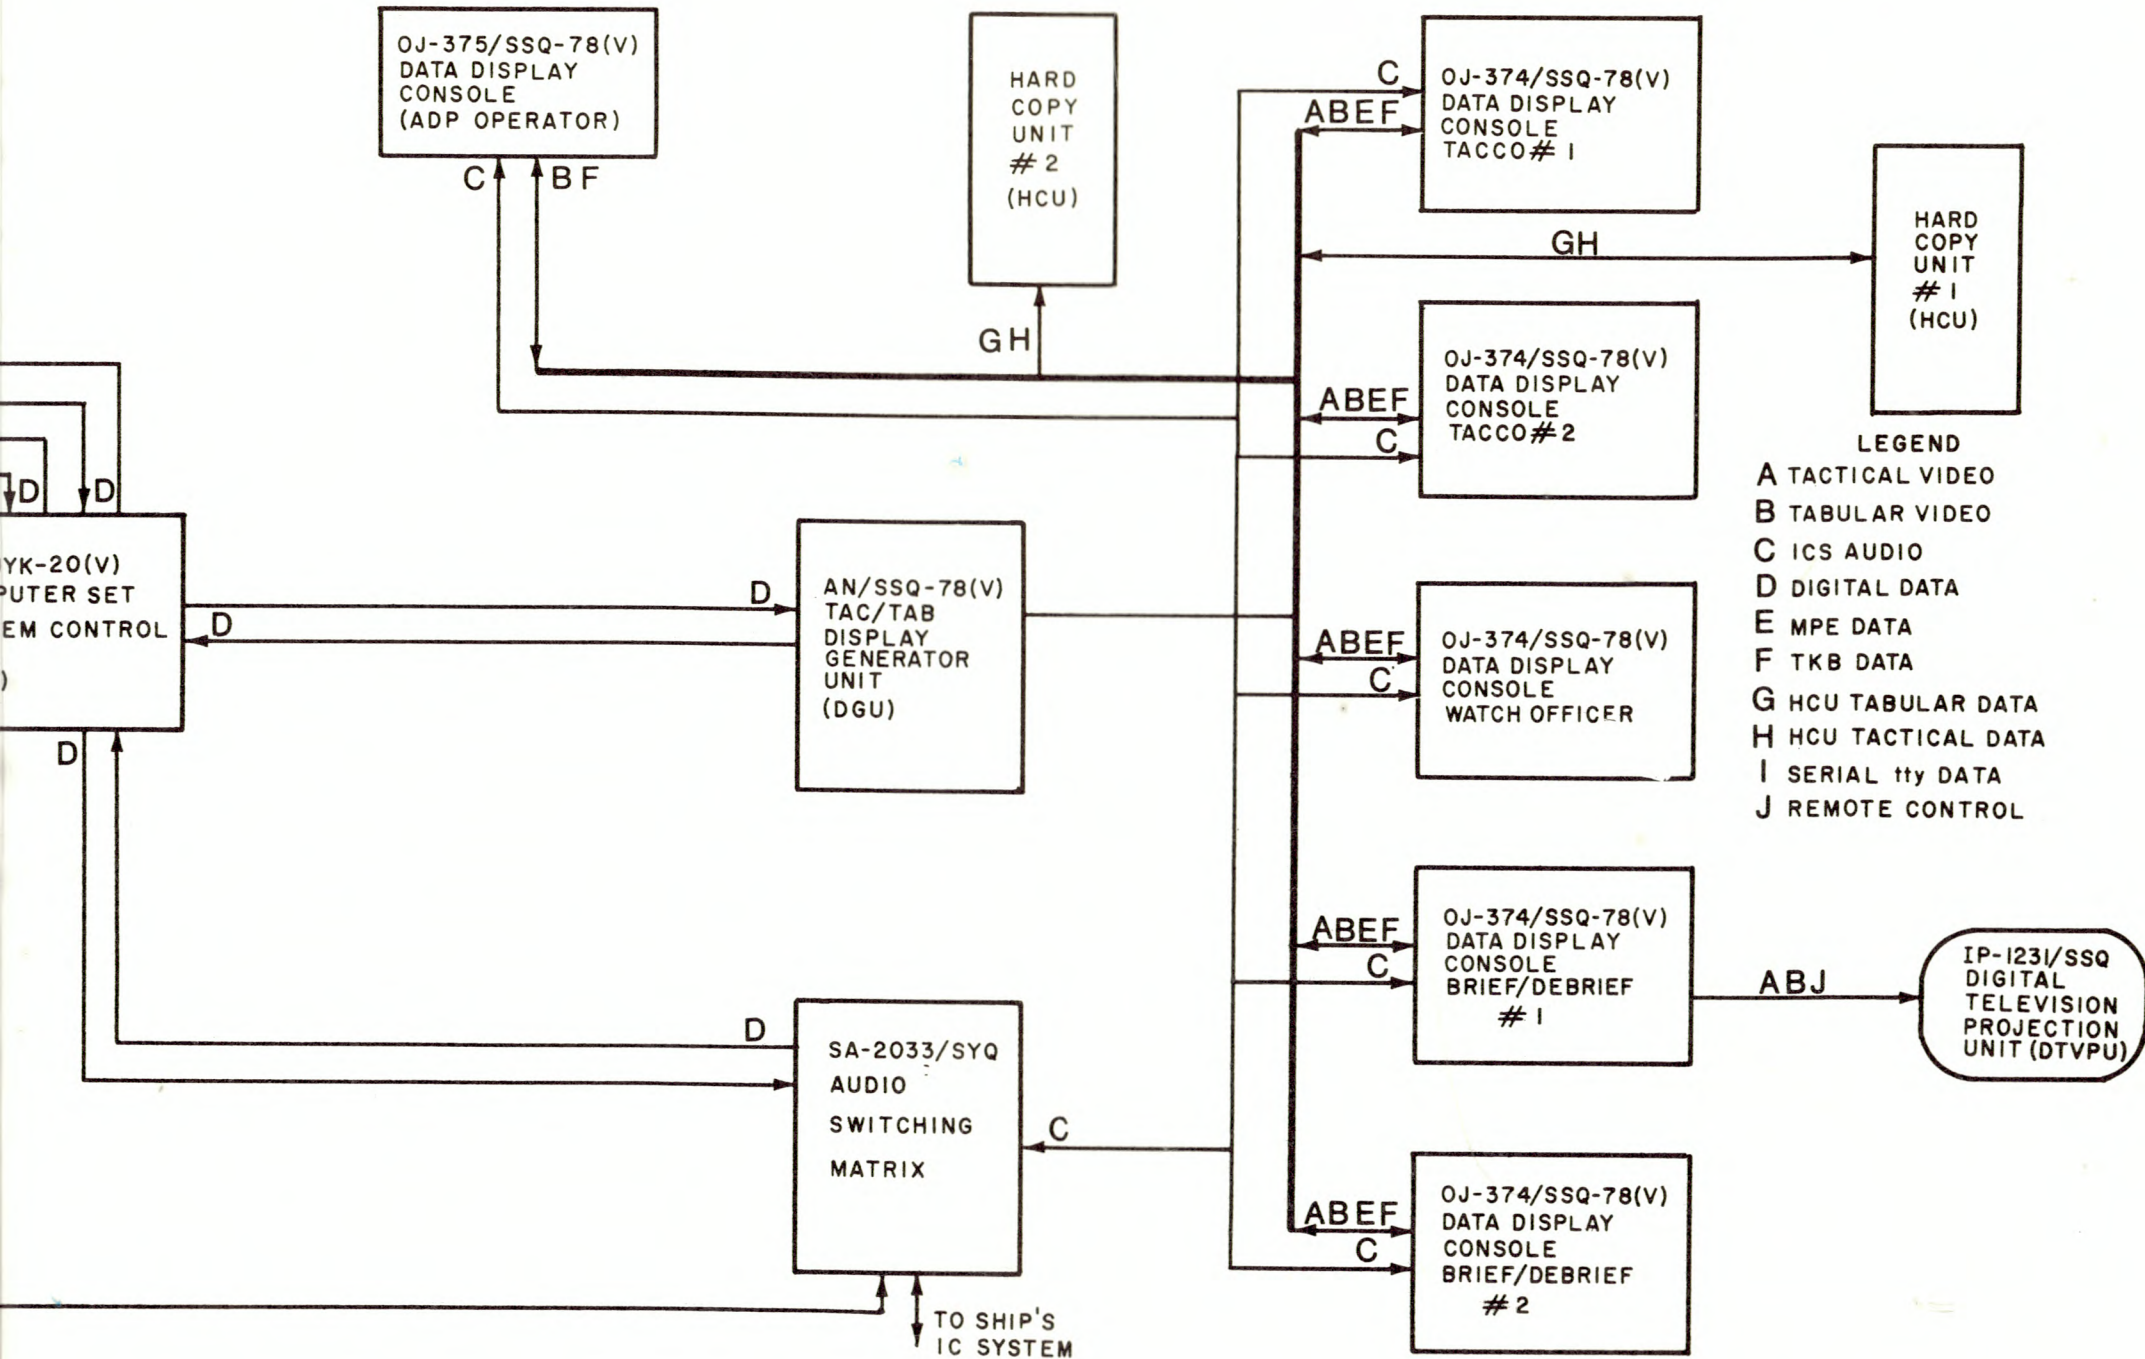 OJ-375/SSQ-78(V)
DATA DISPLAY
CONSOLE
(ADP OPERATOR)
C
BF
HARD
COPY
UNIT
#2
(HCU)
GH
C
ABEF
OJ-374/SSQ-78(V)
DATA DISPLAY
CONSOLE
TACCO# 1
GH
HARD
COPY
UNIT
#1
(HCU)
ABEF
C
OJ-374/SSQ-78(V)
DATA DISPLAY
CONSOLE
TACCO#2
LEGEND
A TACTICAL VIDEO
B TABULAR VIDEO
C ICS AUDIO
D DIGITAL DATA
E MPE DATA
F TKB DATA
G HCU TABULAR DATA
H HCU TACTICAL DATA
I SERIAL tty DATA
J REMOTE CONTROL
D
D
YK-20(V)
PUTER SET
EM CONTROL
)
D
D
AN/SSQ-78(V)
TAC/TAB
DISPLAY
GENERATOR
UNIT
(DGU)
ABEF
C
OJ-374/SSQ-78(V)
DATA DISPLAY
CONSOLE
WATCH OFFICER
D
D
SA-2033/SYQ
AUDIO
SWITCHING
MATRIX
C
TO SHIP'S
IC SYSTEM
ABEF
C
OJ-374/SSQ-78(V)
DATA DISPLAY
CONSOLE
BRIEF/DEBRIEF
#1
ABJ
IP-1231/SSQ
DIGITAL
TELEVISION
PROJECTION
UNIT (DTVPU)
ABEF
C
OJ-374/SSQ-78(V)
DATA DISPLAY
CONSOLE
BRIEF/DEBRIEF
#2